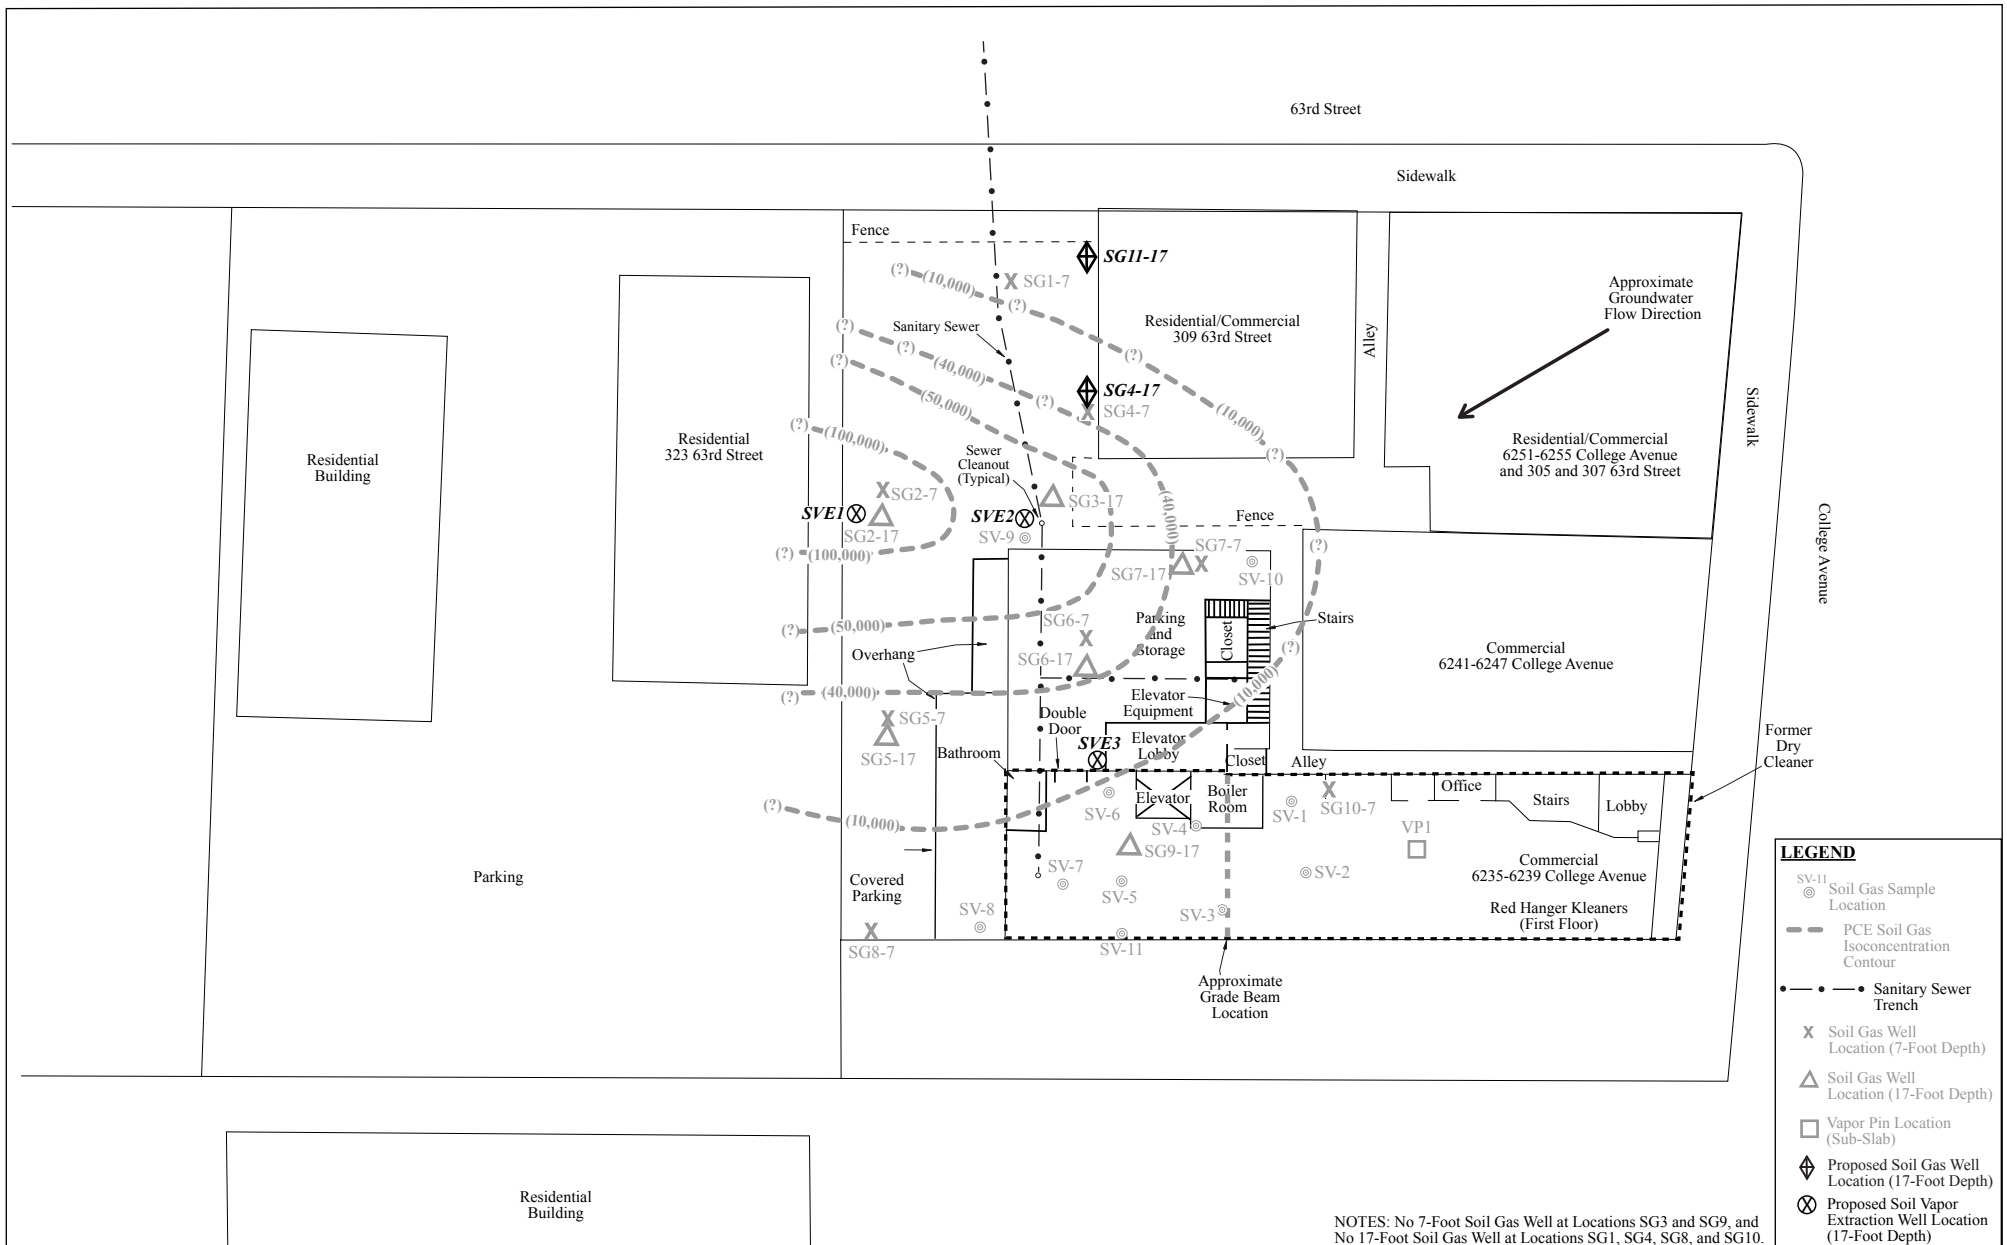 63rd Street
Sidewalk
Fence
SG11-17
(?)
(10,000)
SG1-7
(?)
Approximate
Groundwater
Flow Direction
Residential/Commercial
309 63rd Street
Alley
Sanitary Sewer
(?)
(?)
(40,000)
(?)
(?)
(50,000)
(?)
SG4-17
SG4-7
(10,000)
Sidewalk
(?)
(100,000)
Residential
323 63rd Street
Residential
Building
Sewer
Cleanout
(Typical)
(?)
Residential/Commercial
6251-6255 College Avenue
and 305 and 307 63rd Street
SG2-7
SG3-17
(40,000)
SVE1
SVE2
SG2-17
SV-9
Fence
College Avenue
(?)
(100,000)
SG7-7
(?)
SG7-17
SV-10
(?)
(50,000)
SG6-7
Parking
and
Storage
Closet
Stairs
(?)
Overhang
SG6-17
Commercial
6241-6247 College Avenue
(?)
(40,000)
Elevator
Equipment
(10,000)
SG5-7
SG5-17
Double
Door
SVE3
Elevator
Lobby
Bathroom
Closet
Alley
Former
Dry
Cleaner
(?)
(10,000)
SV-6
Elevator
Boiler
Room
SV-4
SV-1
SG10-7
Office
Stairs
Lobby
VP1
SG9-17
SV-7
SV-5
SV-2
Commercial
6235-6239 College Avenue
Red Hanger Kleaners
(First Floor)
Parking
Covered
Parking
SV-8
SV-3
SG8-7
SV-11
Approximate
Grade Beam
Location
Residential
Building
LEGEND
SV-11
Soil Gas Sample
Location
PCE Soil Gas
Isoconcentration
Contour
Sanitary Sewer
Trench
Soil Gas Well
Location (7-Foot Depth)
Soil Gas Well
Location (17-Foot Depth)
Vapor Pin Location
(Sub-Slab)
Proposed Soil Gas Well
Location (17-Foot Depth)
Proposed Soil Vapor
Extraction Well Location
(17-Foot Depth)
NOTES: No 7-Foot Soil Gas Well at Locations SG3 and SG9, and
No 17-Foot Soil Gas Well at Locations SG1, SG4, SG8, and SG10.